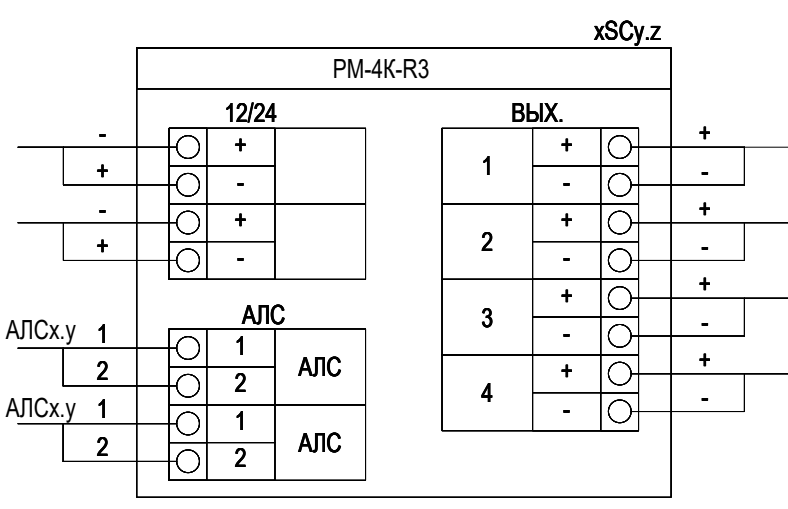 xSCy.z
РМ-4К-R3
12/24
- +
+ -
- +
+ -
АЛС
АЛСх.у 1 1
2 2 АЛС
АЛСх.у 1 1
2 2 АЛС
ВЫХ.
1 + +
- -
2 + +
- -
3 + +
- -
4 + +
- -